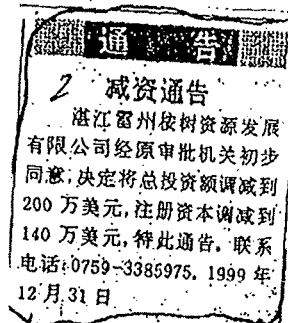 通告
2 减资通告
湛江雷州桉树资源发展
有限公司经原审批机关初步
同意,决定将总投资额调减到
200 万美元,注册资本调减到
140 万美元,特此通告。联系
电话:0759-3385975. 1999 年
12 月 31 日